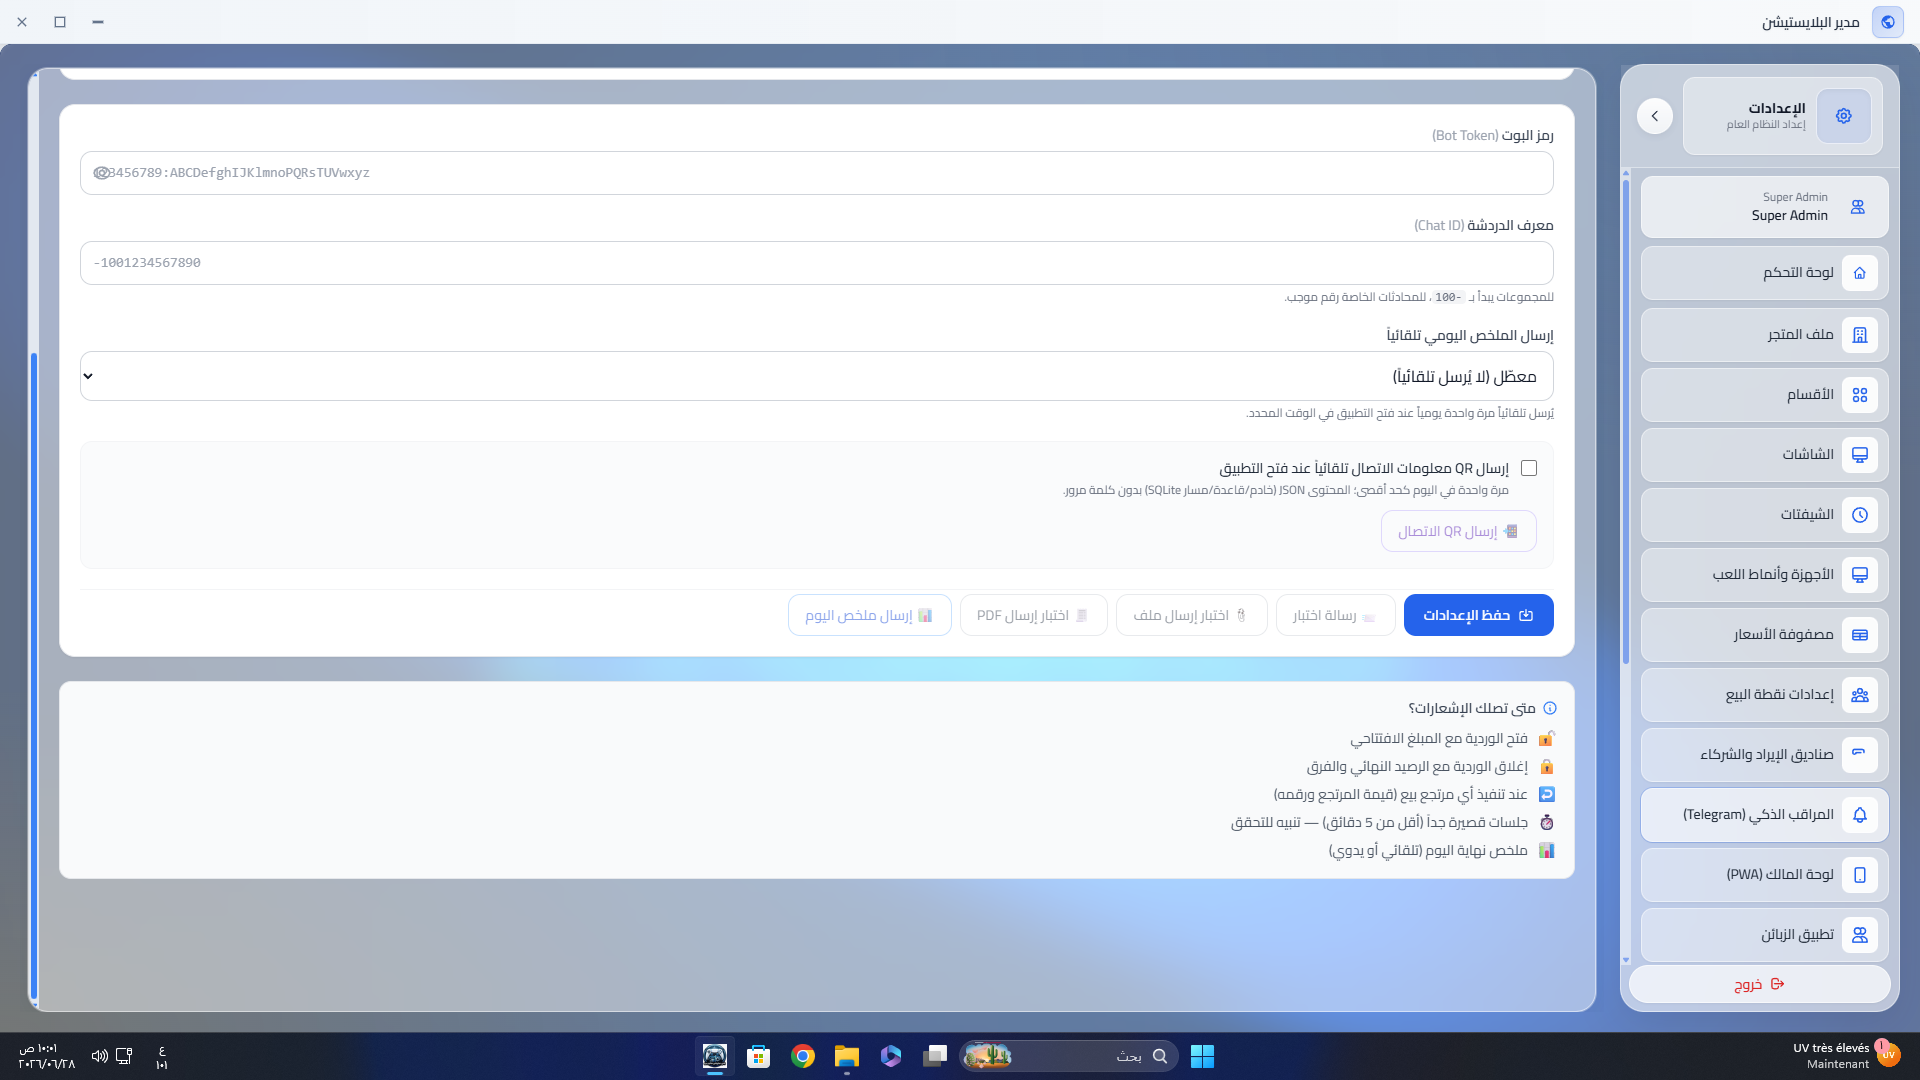 مدير البلايستيشن
الإعدادات
إعداد النظام العام
Super Admin
Super Admin
لوحة التحكم
ملف المتجر
الأقسام
الشاشات
الشيفتات
الأجهزة وأنماط اللعب
مصفوفة الأسعار
إعدادات نقطة البيع
صناديق الإيراد والشركاء
المراقب الذكي (Telegram)
لوحة المالك (PWA)
تطبيق الزبائن
خروج
رمز البوت (Bot Token)
123456789:ABCDefghIJKlmnoPQRsTUVwxyz
معرف الدردشة (Chat ID)
-1001234567890
للمجموعات يبدأ بـ -100، للمحادثات الخاصة رقم موجب.
إرسال الملخص اليومي تلقائياً
معطّل (لا يُرسل تلقائياً)
يُرسل تلقائياً مرة واحدة يومياً عند فتح التطبيق في الوقت المحدد.
إرسال QR معلومات الاتصال تلقائياً عند فتح التطبيق
مرة واحدة في اليوم كحد أقصى؛ المحتوى JSON (خادم/قاعدة/مسار SQLite) بدون كلمة مرور.
إرسال QR الاتصال
حفظ الإعدادات
رسالة اختبار
اختبار إرسال ملف
اختبار إرسال PDF
إرسال ملخص اليوم
متى تصلك الإشعارات؟
فتح الوردية مع المبلغ الافتتاحي
إغلاق الوردية مع الرصيد النهائي والفرق
عند تنفيذ أي مرتجع بيع (قيمة المرتجع ورقمه)
جلسات قصيرة جداً (أقل من 5 دقائق) — تنبيه للتحقق
ملخص نهاية اليوم (تلقائي أو يدوي)
UV très élevés
Maintenant
UV
بحث
ع
١٠١
١٠:٠١ ص
٢٠٢٦/٠٦/٢٨